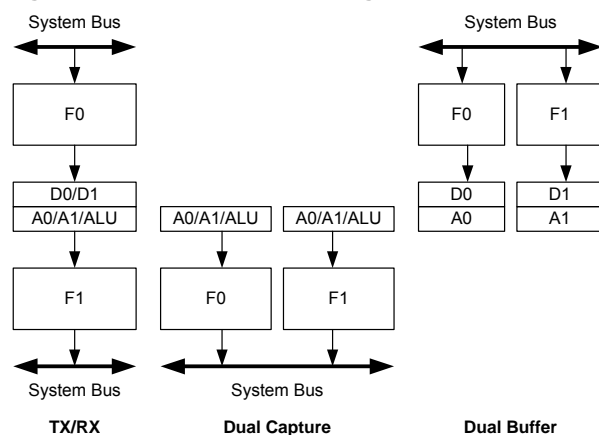 System Bus
System Bus
F0
F0
F1
D0/D1
D0
D1
A0/A1/ALU
A0/A1/ALU
A0/A1/ALU
A0
A1
F1
F0
F1
System Bus
System Bus
TX/RX
Dual Capture
Dual Buffer